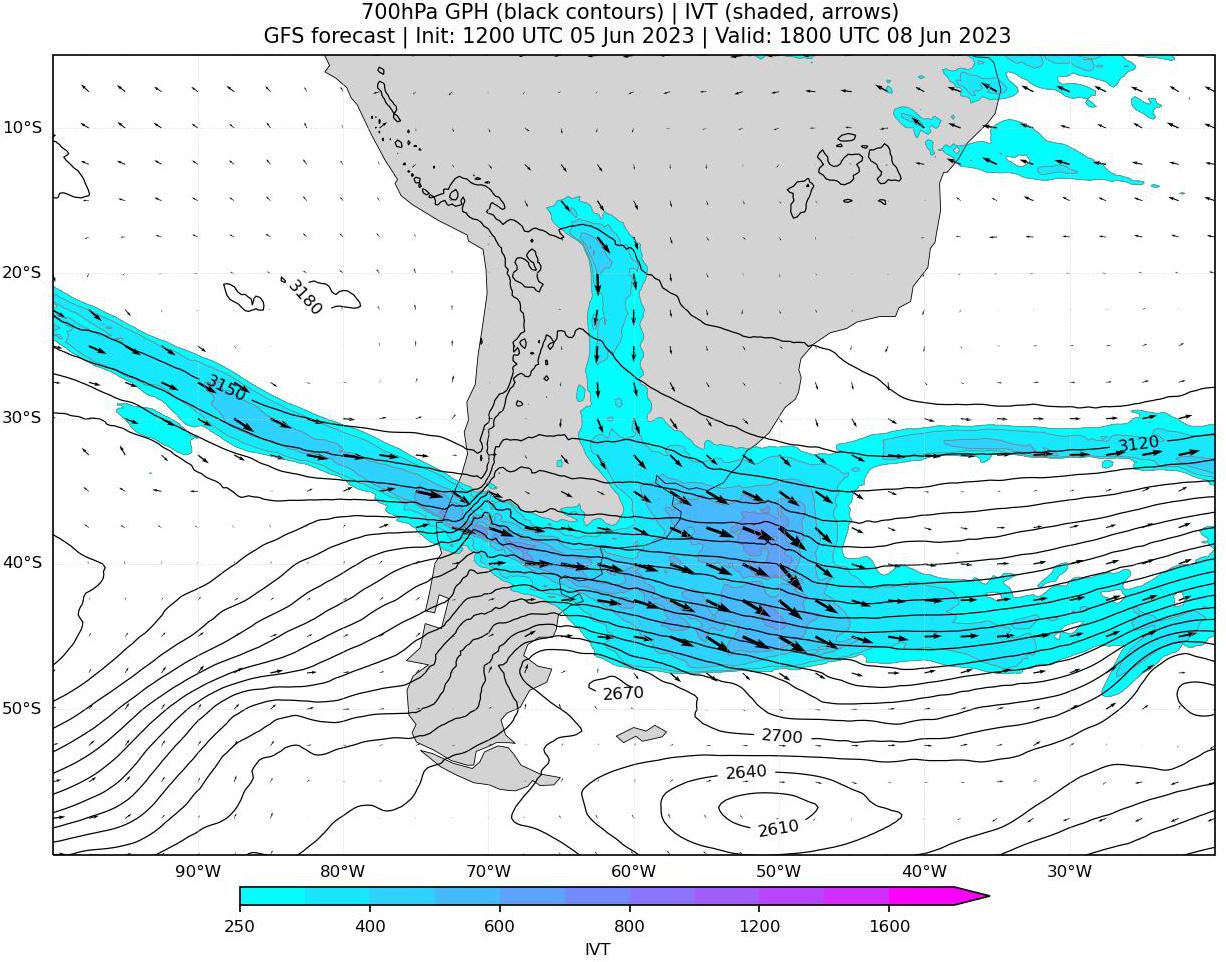 700hPa GPH (black contours) | IVT (shaded, arrows)
GFS forecast | Init: 1200 UTC 05 Jun 2023 | Valid: 1800 UTC 08 Jun 2023
10°S
20°S
3180
3150
30°S
3120
40°S
2670
50°S
2700
2640
2610
90°W 80°W 70°W 60°W 50°W 40°W 30°W
250 400 600 800 1200 1600
IVT